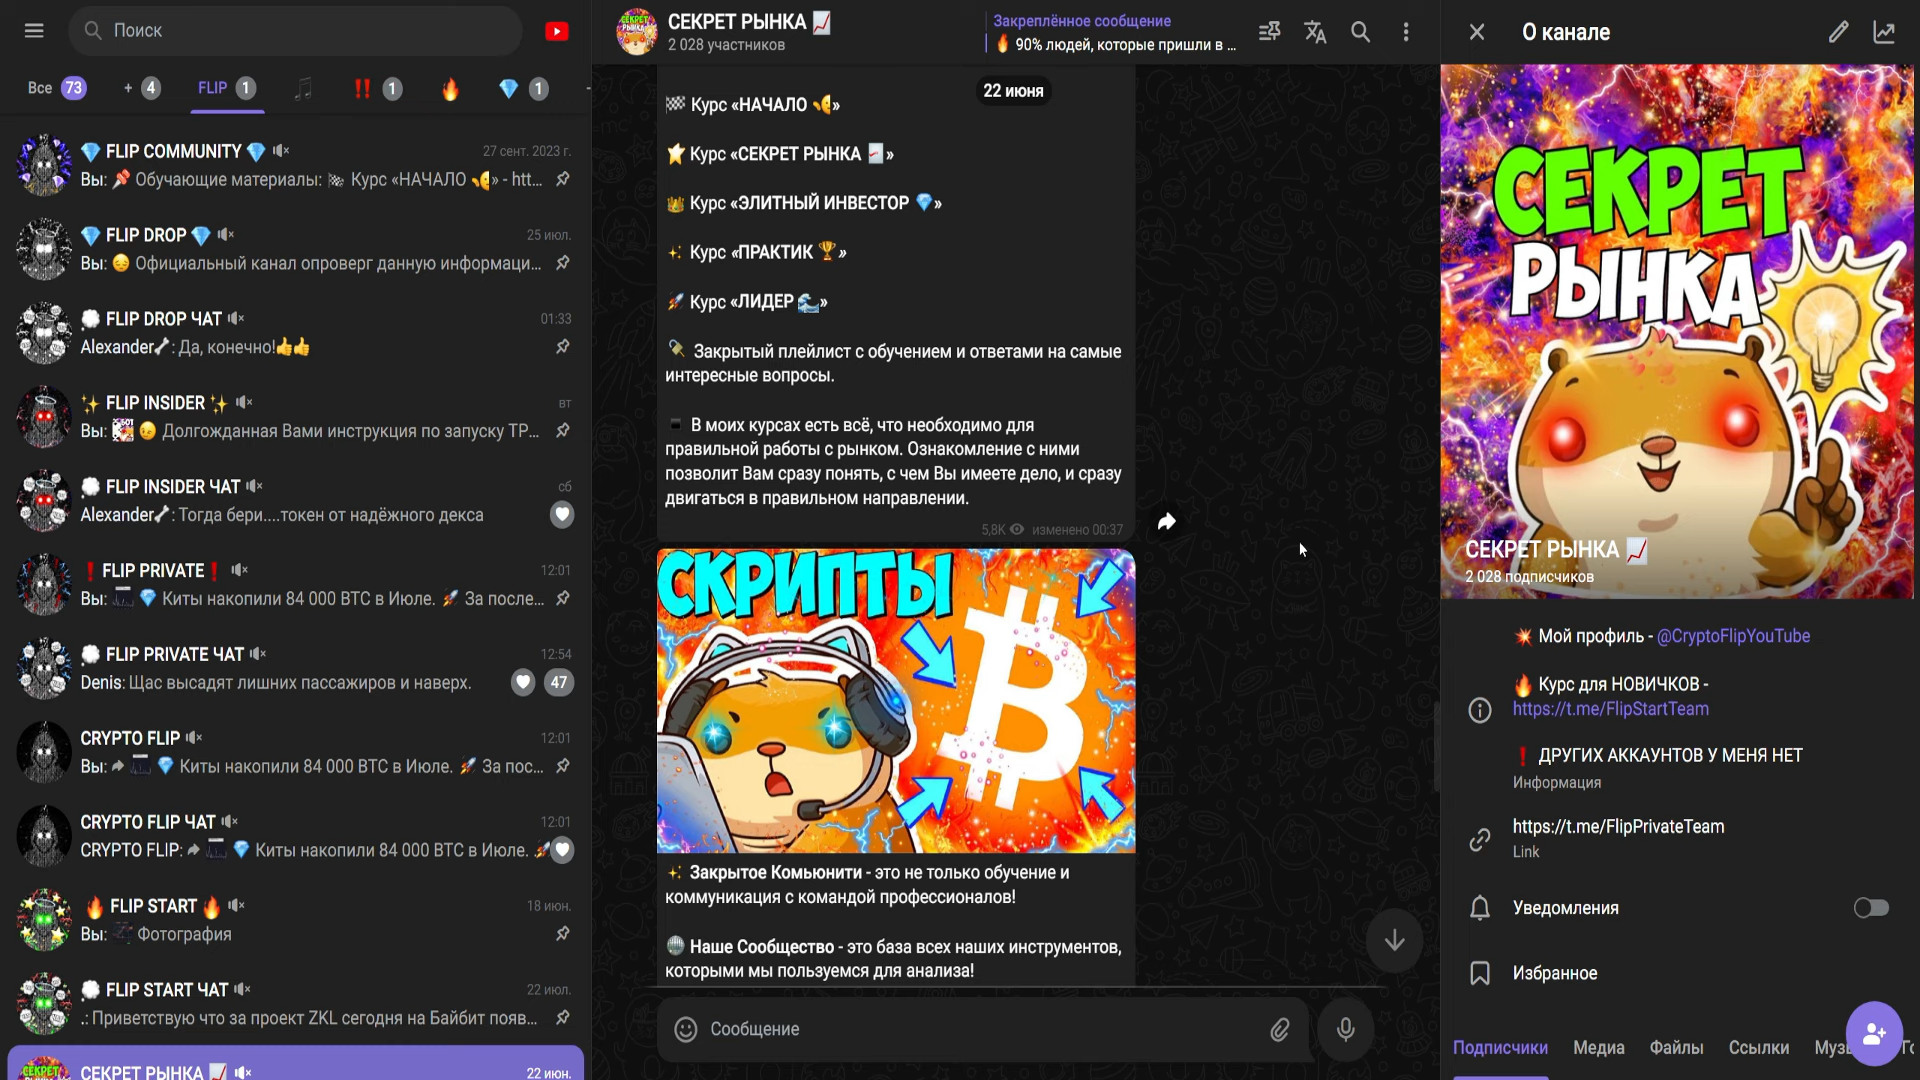 Поиск
Все 73
+ 4
FLIP 1
1
1
FLIP COMMUNITY
27 сент. 2023 г.
Вы: 📌 Обучающие материалы: 🏁 Курс «НАЧАЛО 🫱» - htt...
FLIP DROP
25 июл.
Вы: 😔 Официальный канал опроверг данную информаци...
FLIP DROP ЧАТ
01:33
Alexander🦴: Да, конечно!👍👍
✨ FLIP INSIDER ✨
вт
Вы: 😉 Долгожданная Вами инструкция по запуску ТР...
FLIP INSIDER ЧАТ
сб
Alexander🦴: Тогда бери....токен от надёжного декса
❗ FLIP PRIVATE ❗
12:01
Вы: 💎 Киты накопили 84 000 BTC в Июле. 🚀 За после...
FLIP PRIVATE ЧАТ
12:54
Denis: Щас высадят лишних пассажиров и наверх.
47
CRYPTO FLIP
12:01
Вы: 💎 Киты накопили 84 000 BTC в Июле. 🚀 За пос...
CRYPTO FLIP ЧАТ
12:01
CRYPTO FLIP: 💎 Киты накопили 84 000 BTC в Июле. 🚀
🔥 FLIP START 🔥
18 июн.
Вы: Фотография
FLIP START ЧАТ
22 июл.
.: Приветствую что за проект ZKL сегодня на Байбит появ...
СЕКРЕТ РЫНКА 📈
22 июн.
СЕКРЕТ РЫНКА 📈
2 028 участников
Закреплённое сообщение
🔥 90% людей, которые пришли в ...
22 июня
🏁 Курс «НАЧАЛО 🫱»
⭐ Курс «СЕКРЕТ РЫНКА»
👑 Курс «ЭЛИТНЫЙ ИНВЕСТОР 💎»
✨ Курс «ПРАКТИК 🏆»
🚀 Курс «ЛИДЕР 🌊»
Закрытый плейлист с обучением и ответами на самые
интересные вопросы.
В моих курсах есть всё, что необходимо для
правильной работы с рынком. Ознакомление с ними
позволит Вам сразу понять, с чем Вы имеете дело, и сразу
двигаться в правильном направлении.
5,8K изменено 00:37
СКРИПТЫ
✨ Закрытое Комьюнити - это не только обучение и
коммуникация с командой профессионалов!
Наше Сообщество - это база всех наших инструментов,
которыми мы пользуемся для анализа!
Сообщение
О канале
СЕКРЕТ
РЫНКА
СЕКРЕТ РЫНКА 📈
2 028 подписчиков
💥 Мой профиль - @CryptoFlipYouTube
🔥 Курс для НОВИЧКОВ -
https://t.me/FlipStartTeam
❗ ДРУГИХ АККАУНТОВ У МЕНЯ НЕТ
Информация
https://t.me/FlipPrivateTeam
Link
Уведомления
Избранное
Подписчики
Медиа
Файлы
Ссылки